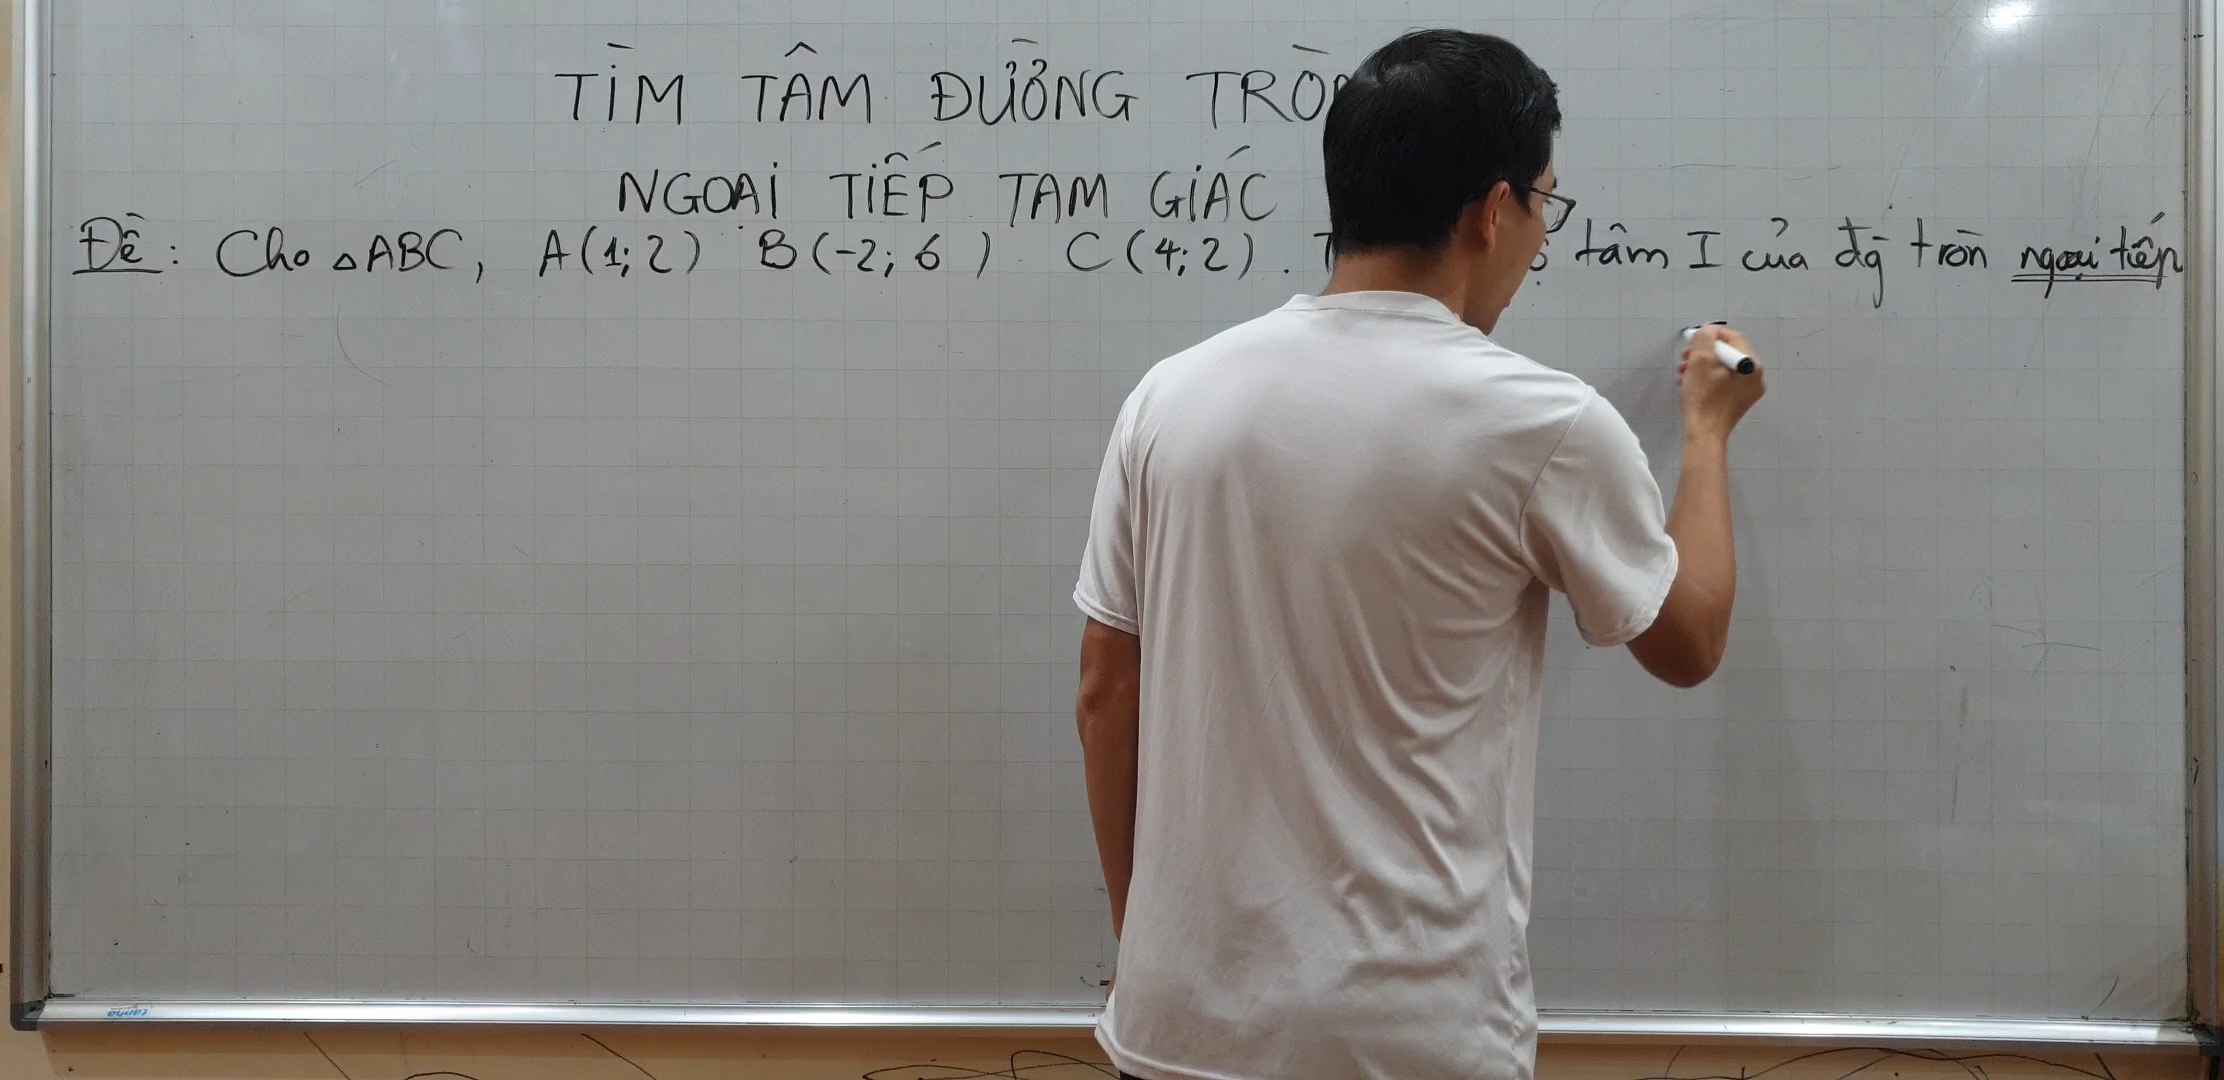 TÌM TÂM ĐƯỜNG TRÒN
NGOẠI TIẾP TAM GIÁC
Đề: Cho △ABC, A(1;2) B(-2;6) C(4;2). tâm I của đg tròn ngoại tiếp